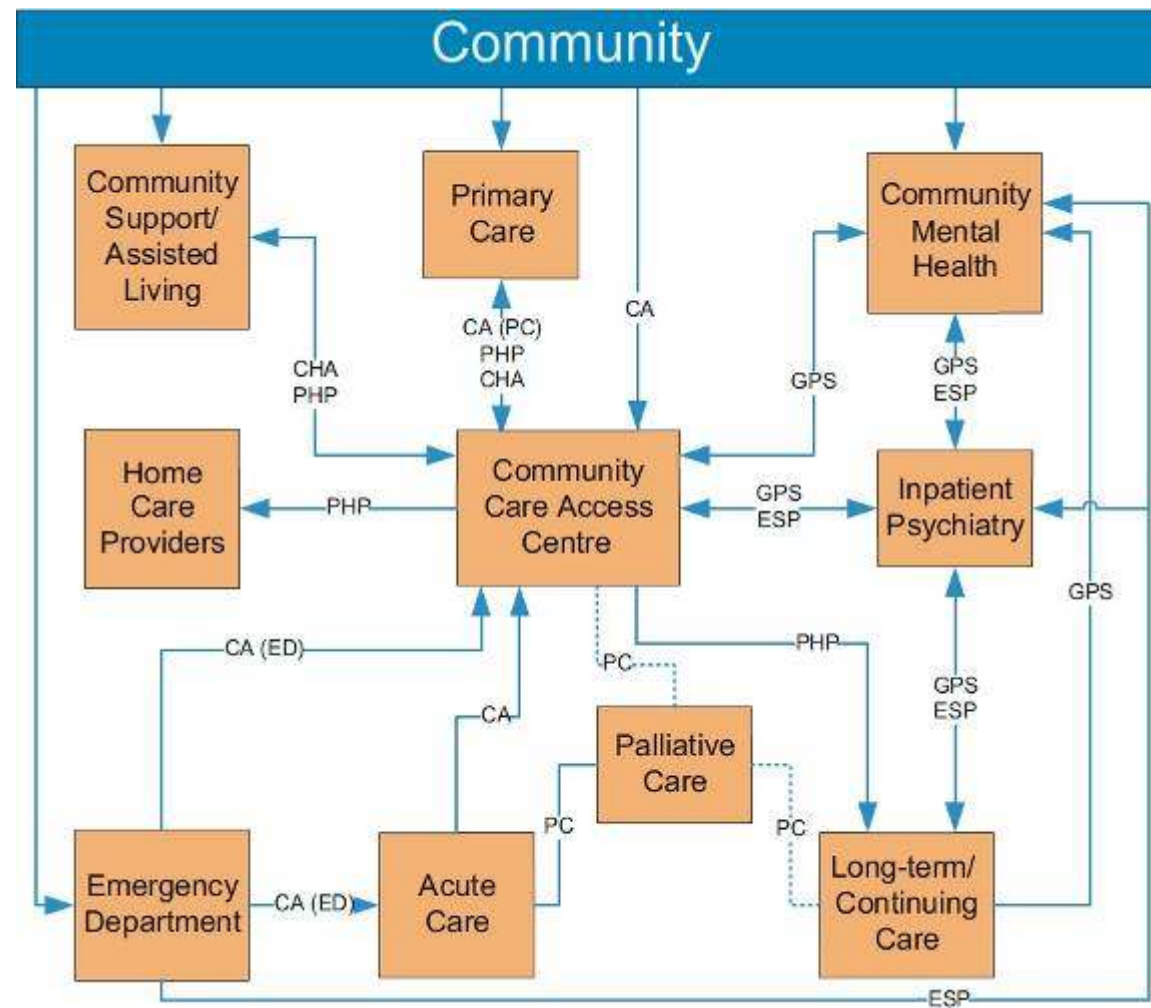 Community
Community
Support/
Assisted
Living
Primary
Care
Community
Mental
Health
CA
CA (PC)
PHP
CHA
CHA
PHP
GPS
GPS
ESP
Home
Care
Providers
PHP
Community
Care Access
Centre
GPS
ESP
Inpatient
Psychiatry
GPS
CA (ED)
PHP
PC
GPS
ESP
CA
Palliative
Care
PC
PC
Emergency
Department
CA (ED)
Acute
Care
Long-term/
Continuing
Care
ESP